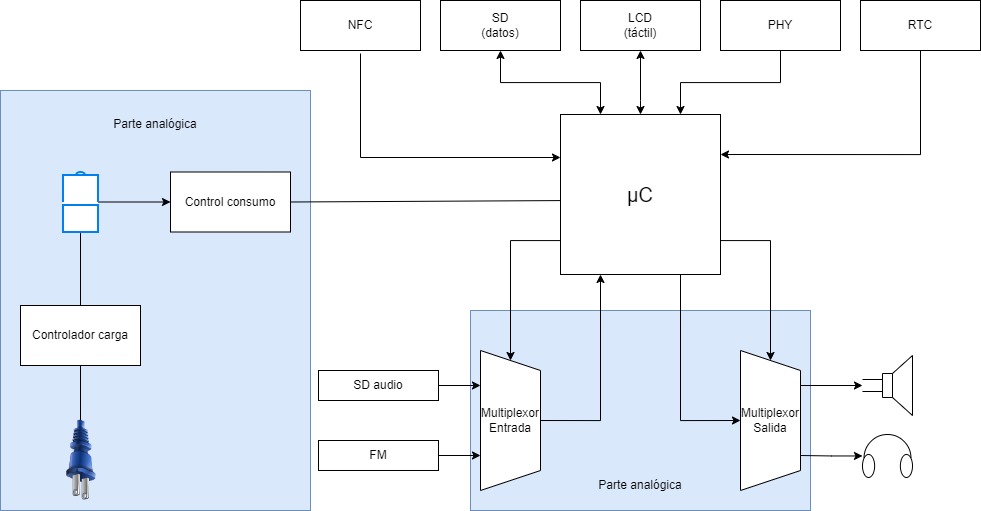 NFC
SD
(datos)
LCD
(táctil)
PHY
RTC
Parte analógica
Control consumo
µC
Controlador carga
SD audio
FM
Multiplexor
Entrada
Multiplexor
Salida
Parte analógica